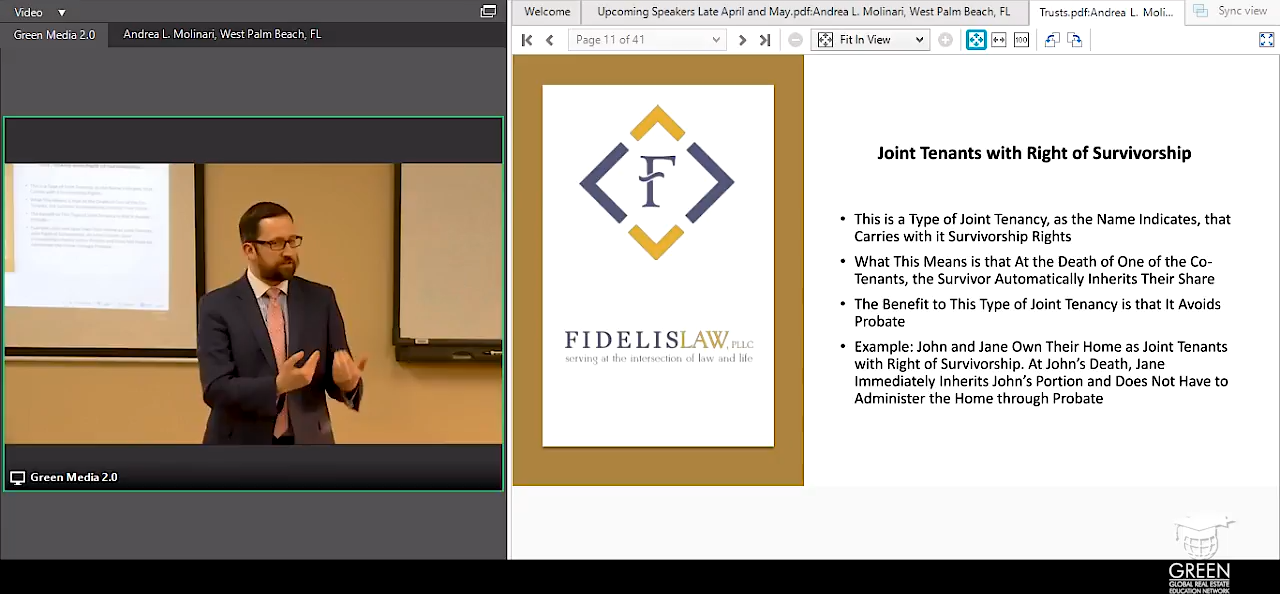 Video
Green Media 2.0
Andrea L. Molinari, West Palm Beach, FL
Green Media 2.0
Welcome
Upcoming Speakers Late April and May.pdf:Andrea L. Molinari, West Palm Beach, FL
Trusts.pdf:Andrea L. Moli...
Sync view
Page 11 of 41
Fit In View
100
F
FIDELISLAW, PLLC
serving at the intersection of law and life
Joint Tenants with Right of Survivorship
• This is a Type of Joint Tenancy, as the Name Indicates, that
Carries with it Survivorship Rights
• What This Means is that At the Death of One of the Co-
Tenants, the Survivor Automatically Inherits Their Share
• The Benefit to This Type of Joint Tenancy is that It Avoids
Probate
• Example: John and Jane Own Their Home as Joint Tenants
with Right of Survivorship. At John's Death, Jane
Immediately Inherits John's Portion and Does Not Have to
Administer the Home through Probate
GREEN
GLOBAL REAL ESTATE
EDUCATION NETWORK